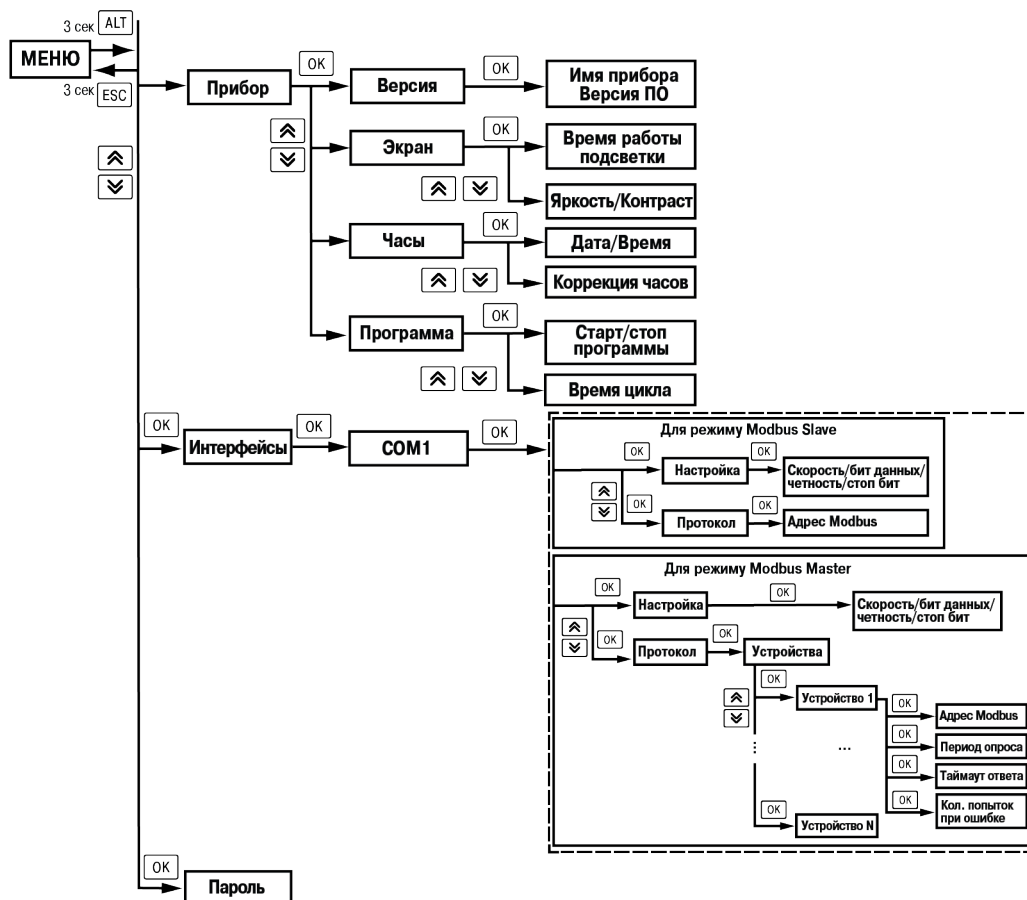 3 сек ALT
МЕНЮ
3 сек ESC
OK
Прибор
OK
Версия
OK
Имя прибора
Версия ПО
Экран
OK
Время работы
подсветки
Яркость/Контраст
Часы
OK
Дата/Время
Коррекция часов
Программа
OK
Старт/стоп
программы
Время цикла
OK
Интерфейсы
OK
COM1
OK
Для режиму Modbus Slave
OK
Настройка
OK
Скорость/бит данных/
четность/стоп бит
OK
Протокол
OK
Адрес Modbus
Для режиму Modbus Master
OK
Настройка
OK
Скорость/бит данных/
четность/стоп бит
OK
Протокол
OK
Устройства
OK
Устройство 1
OK
Адрес Modbus
...
OK
Период опроса
OK
Таймаут ответа
OK
Кол. попыток
при ошибке
OK
Устройство N
OK
Пароль